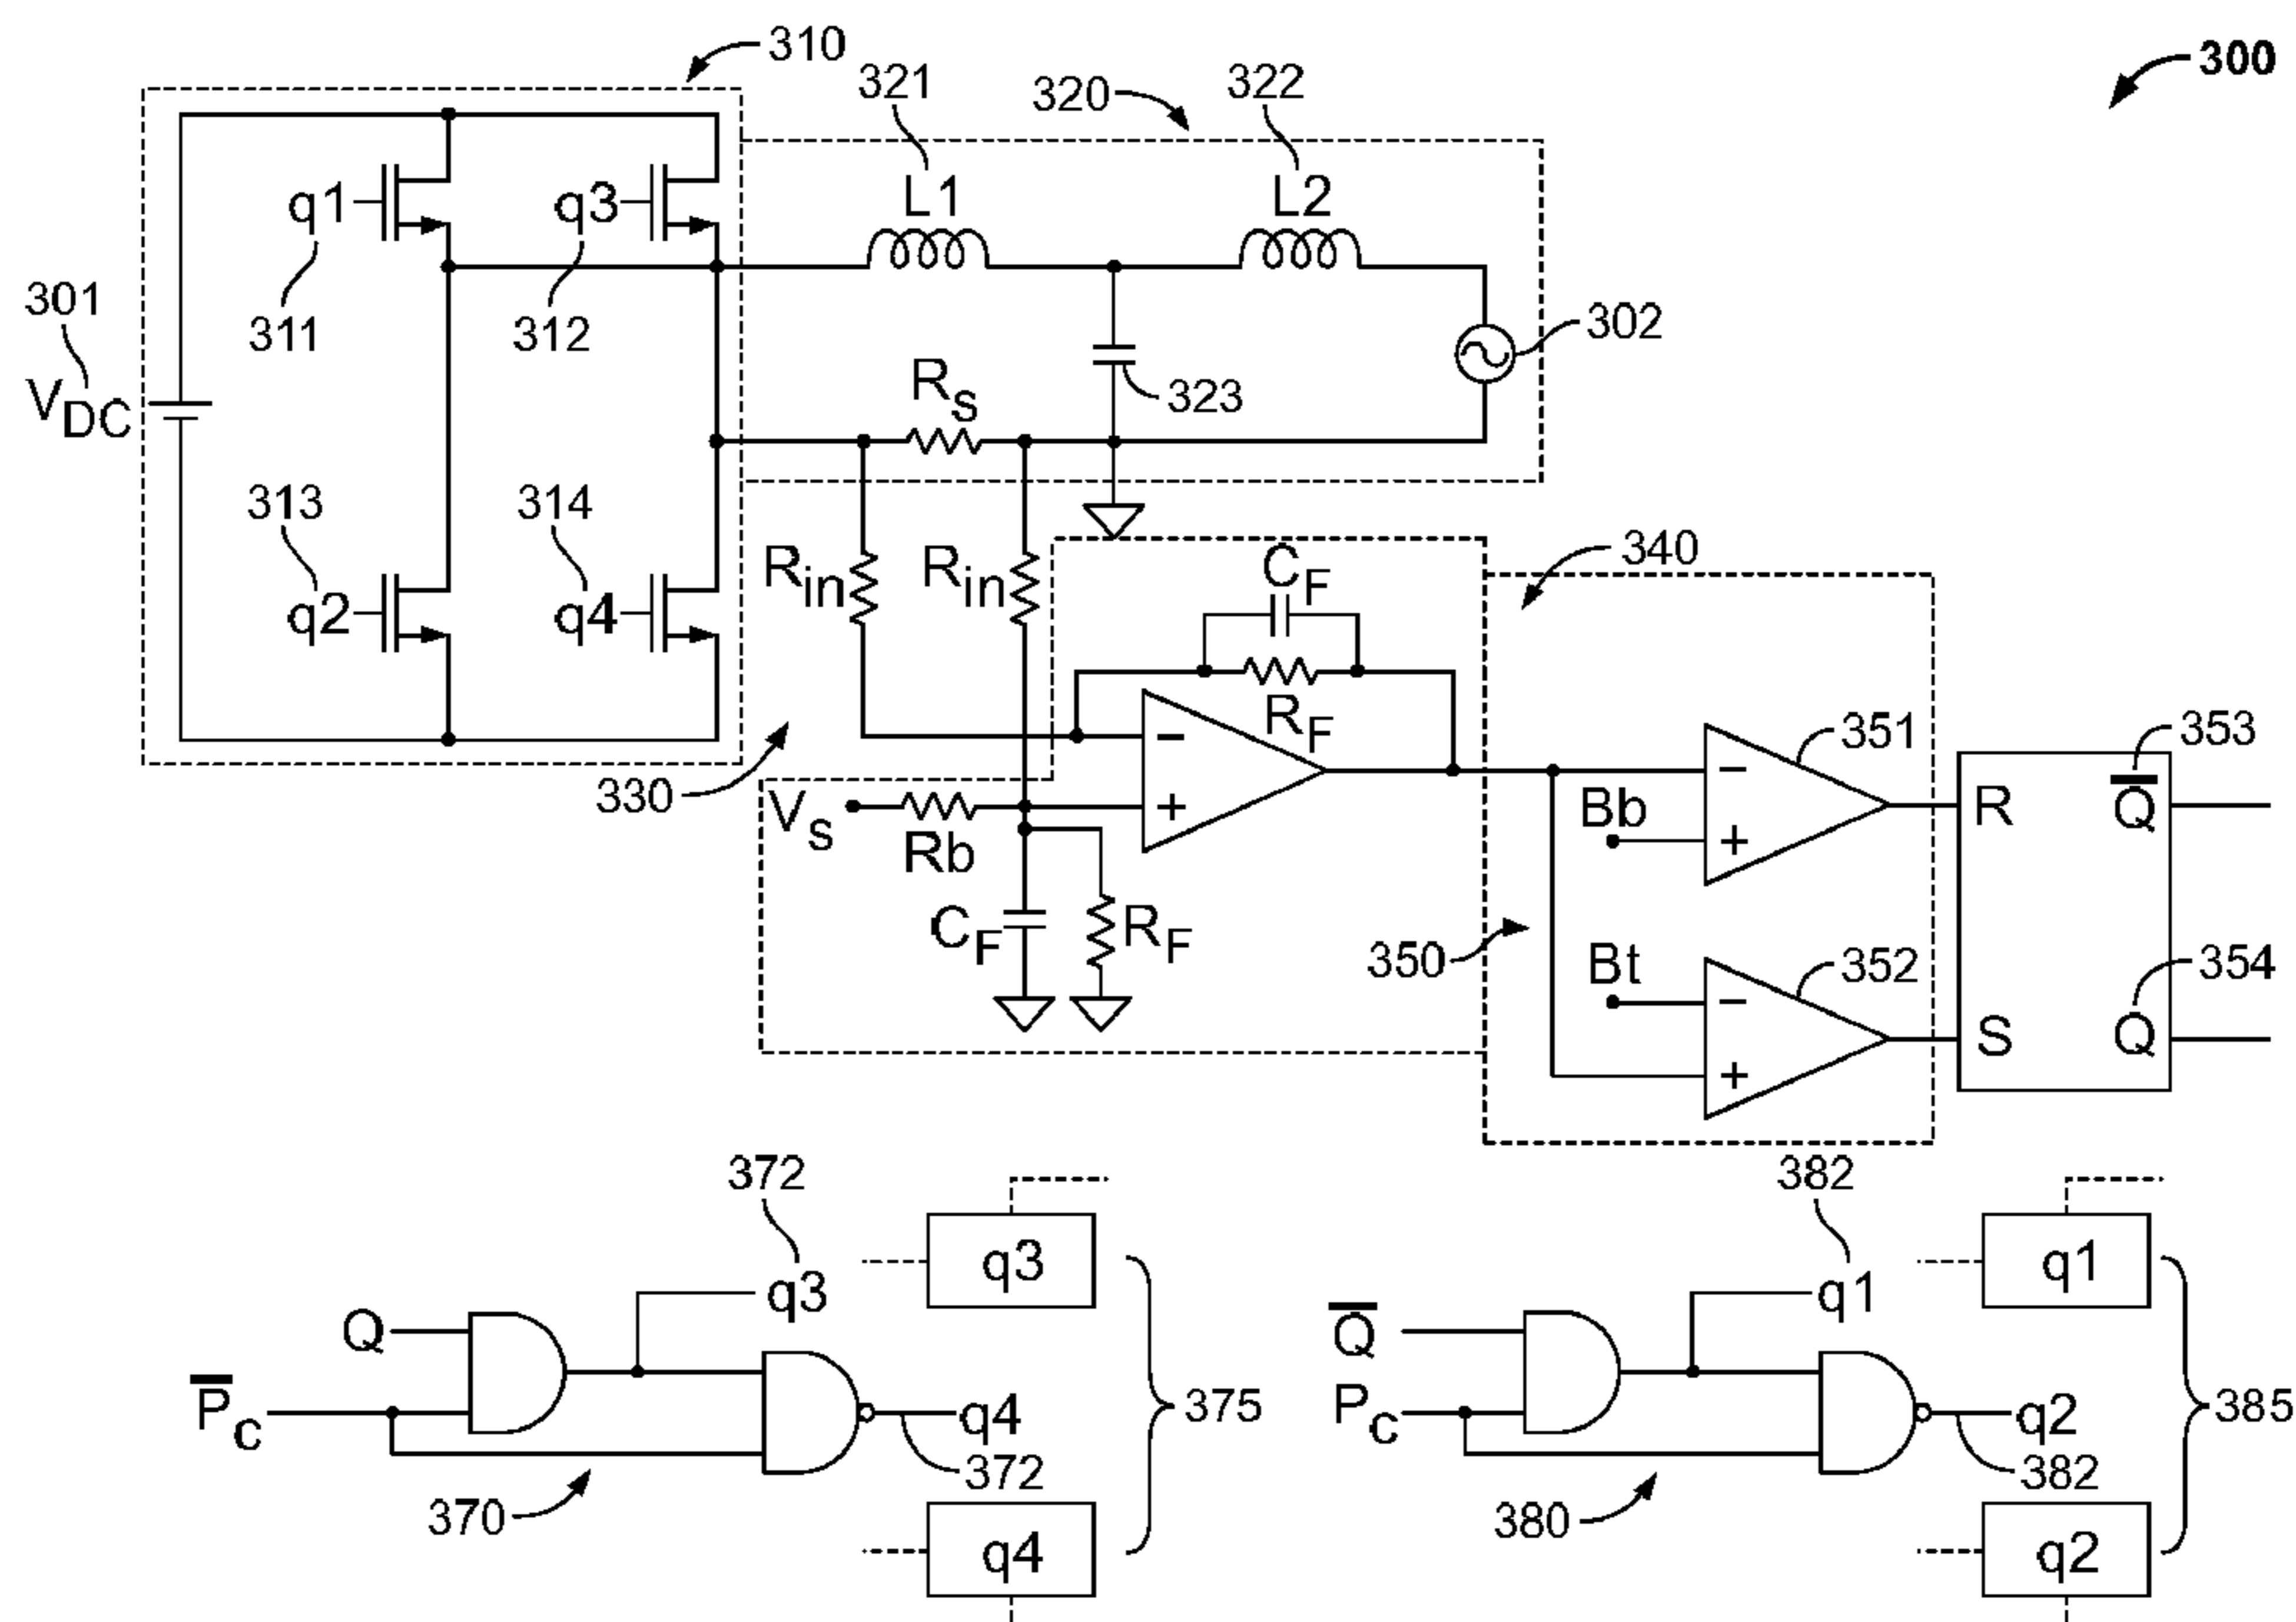 300
310
321
320
322
L1
L2
q1
q3
311
312
301
VDC
302
323
Rs
313
314
q2
q4
Rin
Rin
340
CF
RF
330
Vs
Rb
CF
RF
351
353
Bb
R
Q̅
350
Bt
352
354
S
Q
372
q3
q3
Q
P̅c
q4
372
375
370
q4
382
q1
q1
Q̅
Pc
q2
382
385
380
q2